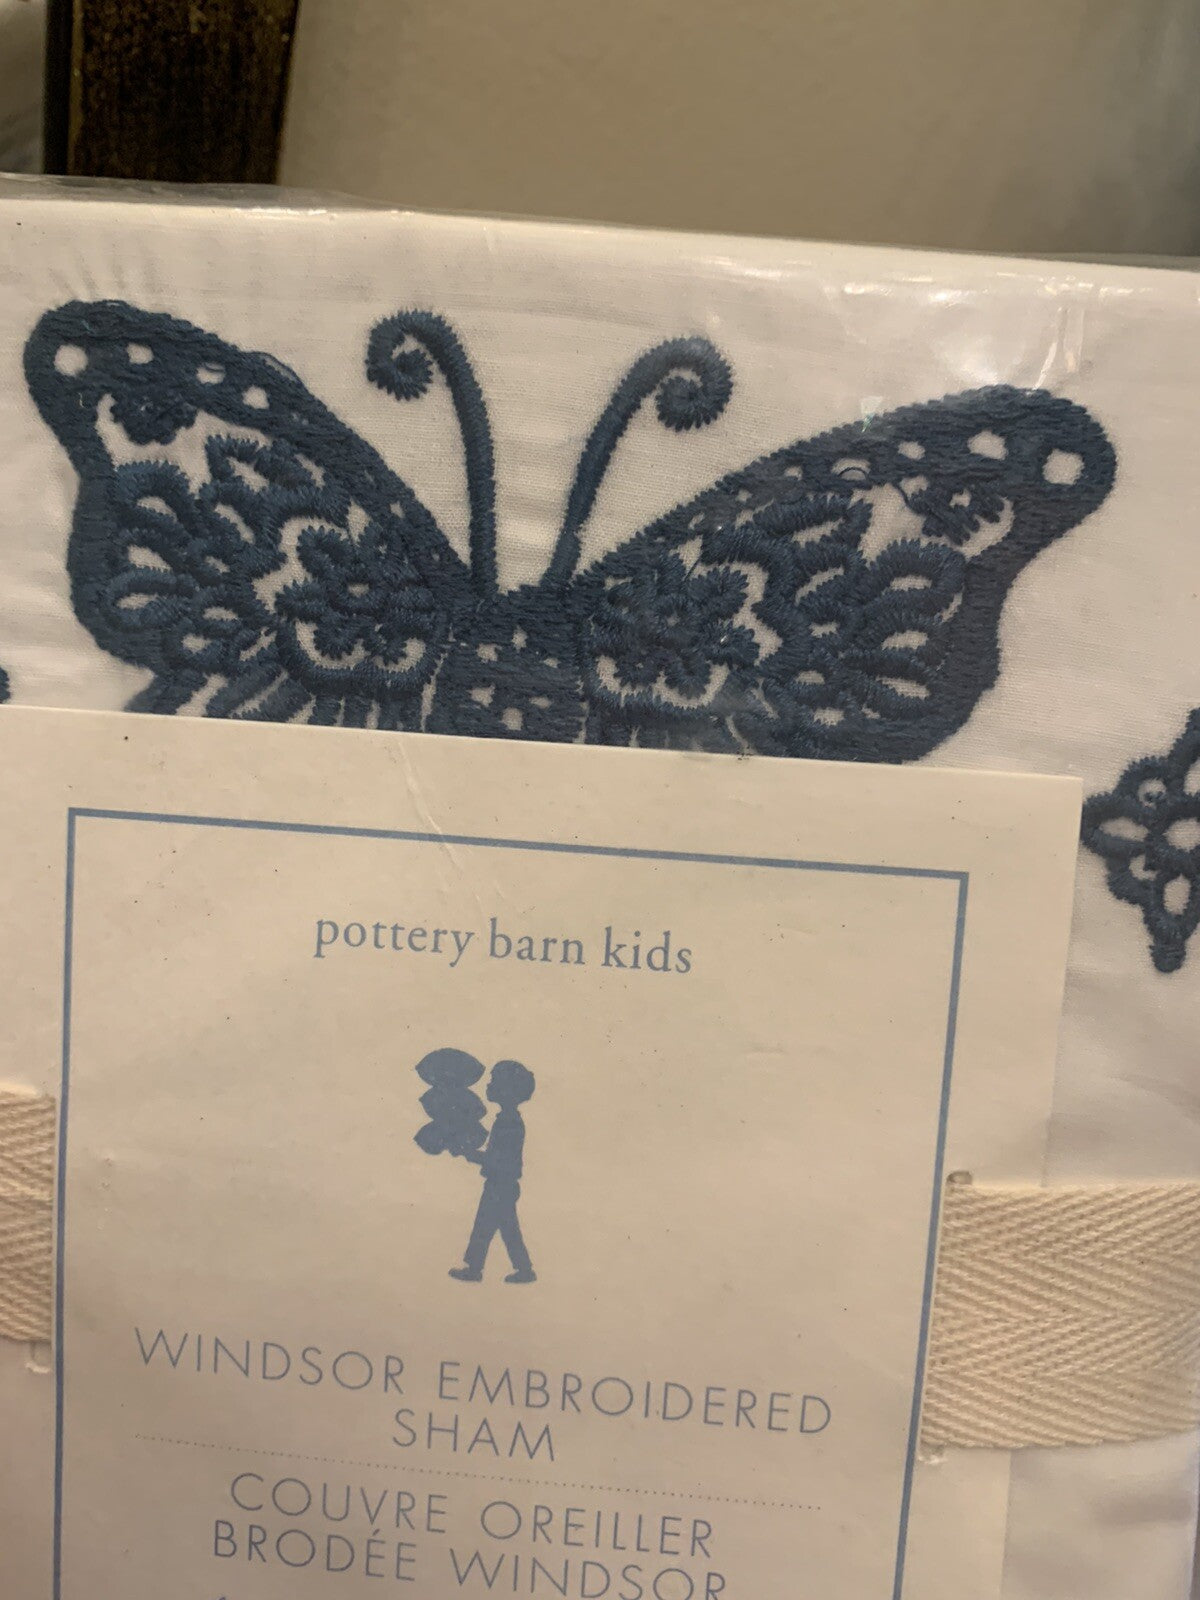 pottery barn kids
WINDSOR EMBROIDERED
SHAM
COUVRE OREILLER
BRODÉE WINDSOR